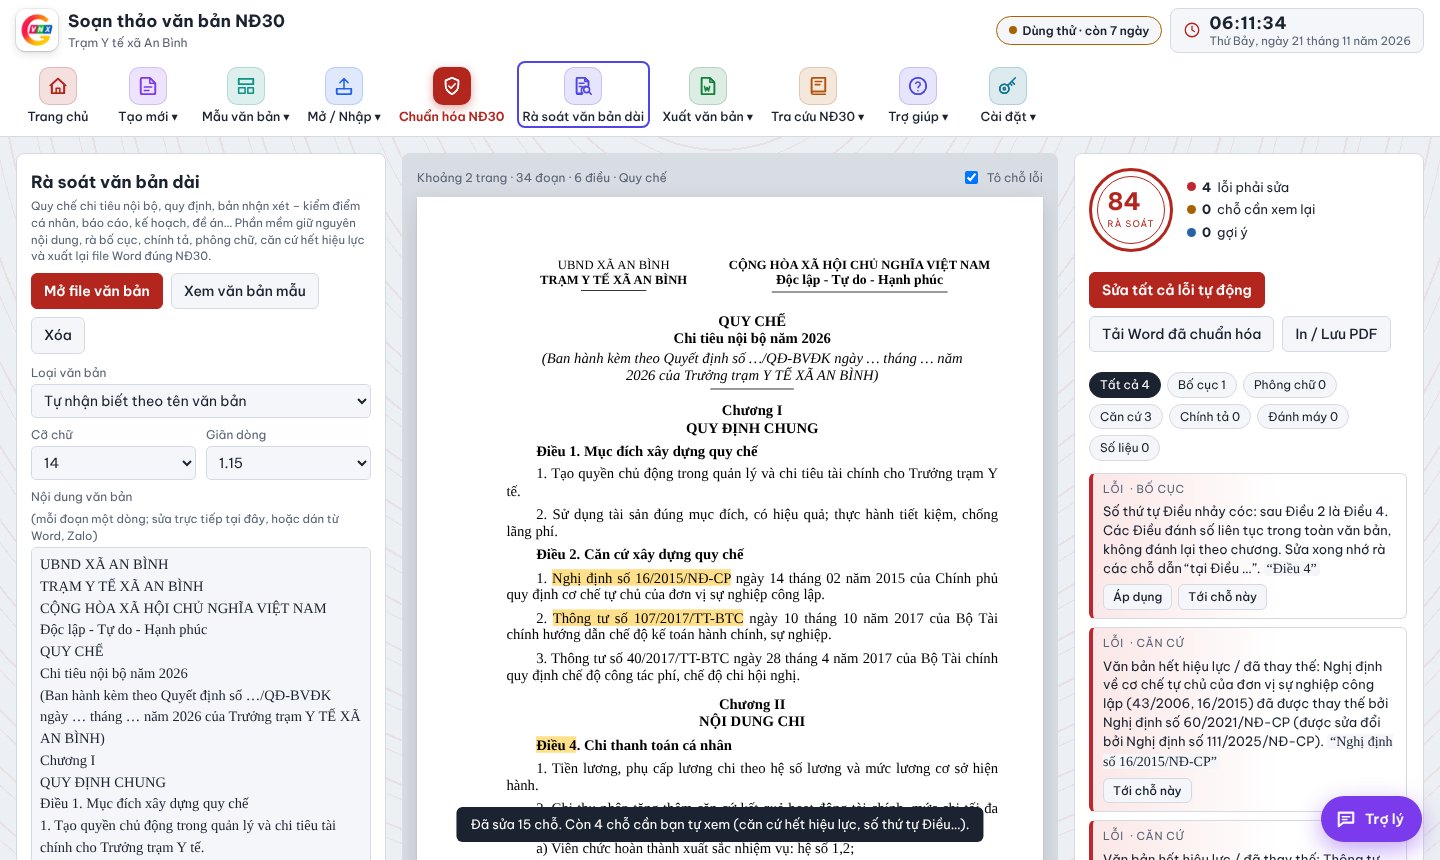 VNX
Soạn thảo văn bản NĐ30
Trạm Y tế xã An Bình
Dùng thử · còn 7 ngày
06:11:34
Thứ Bảy, ngày 21 tháng 11 năm 2026
Trang chủ
Tạo mới ▾
Mẫu văn bản ▾
Mở / Nhập ▾
Chuẩn hóa NĐ30
Rà soát văn bản dài
Xuất văn bản ▾
Tra cứu NĐ30 ▾
Trợ giúp ▾
Cài đặt ▾
Rà soát văn bản dài
Quy chế chi tiêu nội bộ, quy định, bản nhận xét – kiểm điểm
cá nhân, báo cáo, kế hoạch, đề án... Phần mềm giữ nguyên
nội dung, rà bố cục, chính tả, phông chữ, căn cứ hết hiệu lực
và xuất lại file Word đúng NĐ30.
Mở file văn bản
Xem văn bản mẫu
Xóa
Loại văn bản
Tự nhận biết theo tên văn bản
Cỡ chữ
Giãn dòng
14
1.15
Nội dung văn bản
(mỗi đoạn một dòng; sửa trực tiếp tại đây, hoặc dán từ
Word, Zalo)
UBND XÃ AN BÌNH
TRẠM Y TẾ XÃ AN BÌNH
CỘNG HÒA XÃ HỘI CHỦ NGHĨA VIỆT NAM
Độc lập - Tự do - Hạnh phúc
QUY CHẾ
Chi tiêu nội bộ năm 2026
(Ban hành kèm theo Quyết định số …/QĐ-BVĐK
ngày … tháng … năm 2026 của Trưởng trạm Y TẾ XÃ
AN BÌNH)
Chương I
QUY ĐỊNH CHUNG
Điều 1. Mục đích xây dựng quy chế
1. Tạo quyền chủ động trong quản lý và chi tiêu tài
chính cho Trưởng trạm Y tế.
Khoảng 2 trang · 34 đoạn · 6 điều · Quy chế
Tô chỗ lỗi
UBND XÃ AN BÌNH
TRẠM Y TẾ XÃ AN BÌNH
CỘNG HÒA XÃ HỘI CHỦ NGHĨA VIỆT NAM
Độc lập - Tự do - Hạnh phúc
QUY CHẾ
Chi tiêu nội bộ năm 2026
(Ban hành kèm theo Quyết định số …/QĐ-BVĐK ngày … tháng … năm
2026 của Trưởng trạm Y TẾ XÃ AN BÌNH)
Chương I
QUY ĐỊNH CHUNG
Điều 1. Mục đích xây dựng quy chế
1. Tạo quyền chủ động trong quản lý và chi tiêu tài chính cho Trưởng trạm Y
tế.
2. Sử dụng tài sản đúng mục đích, có hiệu quả; thực hành tiết kiệm, chống
lãng phí.
Điều 2. Căn cứ xây dựng quy chế
1. Nghị định số 16/2015/NĐ-CP ngày 14 tháng 02 năm 2015 của Chính phủ
quy định cơ chế tự chủ của đơn vị sự nghiệp công lập.
2. Thông tư số 107/2017/TT-BTC ngày 10 tháng 10 năm 2017 của Bộ Tài
chính hướng dẫn chế độ kế toán hành chính, sự nghiệp.
3. Thông tư số 40/2017/TT-BTC ngày 28 tháng 4 năm 2017 của Bộ Tài chính
quy định chế độ công tác phí, chế độ chi hội nghị.
Chương II
NỘI DUNG CHI
Điều 4. Chi thanh toán cá nhân
1. Tiền lương, phụ cấp lương chi theo hệ số lương và mức lương cơ sở hiện
hành.
Đã sửa 15 chỗ. Còn 4 chỗ cần bạn tự xem (căn cứ hết hiệu lực, số thứ tự Điều...).
a) Viên chức hoàn thành xuất sắc nhiệm vụ: hệ số 1,2;
84
RÀ SOÁT
4 lỗi phải sửa
0 chỗ cần xem lại
0 gợi ý
Sửa tất cả lỗi tự động
Tải Word đã chuẩn hóa
In / Lưu PDF
Tất cả 4
Bố cục 1
Phông chữ 0
Căn cứ 3
Chính tả 0
Đánh máy 0
Số liệu 0
LỖI · BỐ CỤC
Số thứ tự Điều nhảy cóc: sau Điều 2 là Điều 4.
Các Điều đánh số liên tục trong toàn văn bản,
không đánh lại theo chương. Sửa xong nhớ rà
các chỗ dẫn “tại Điều ...”. “Điều 4”
Áp dụng
Tới chỗ này
LỖI · CĂN CỨ
Văn bản hết hiệu lực / đã thay thế: Nghị định
về cơ chế tự chủ của đơn vị sự nghiệp công
lập (43/2006, 16/2015) đã được thay thế bởi
Nghị định số 60/2021/NĐ-CP (được sửa đổi
bởi Nghị định số 111/2025/NĐ-CP). “Nghị định
số 16/2015/NĐ-CP”
Tới chỗ này
LỖI · CĂN CỨ
Trợ lý